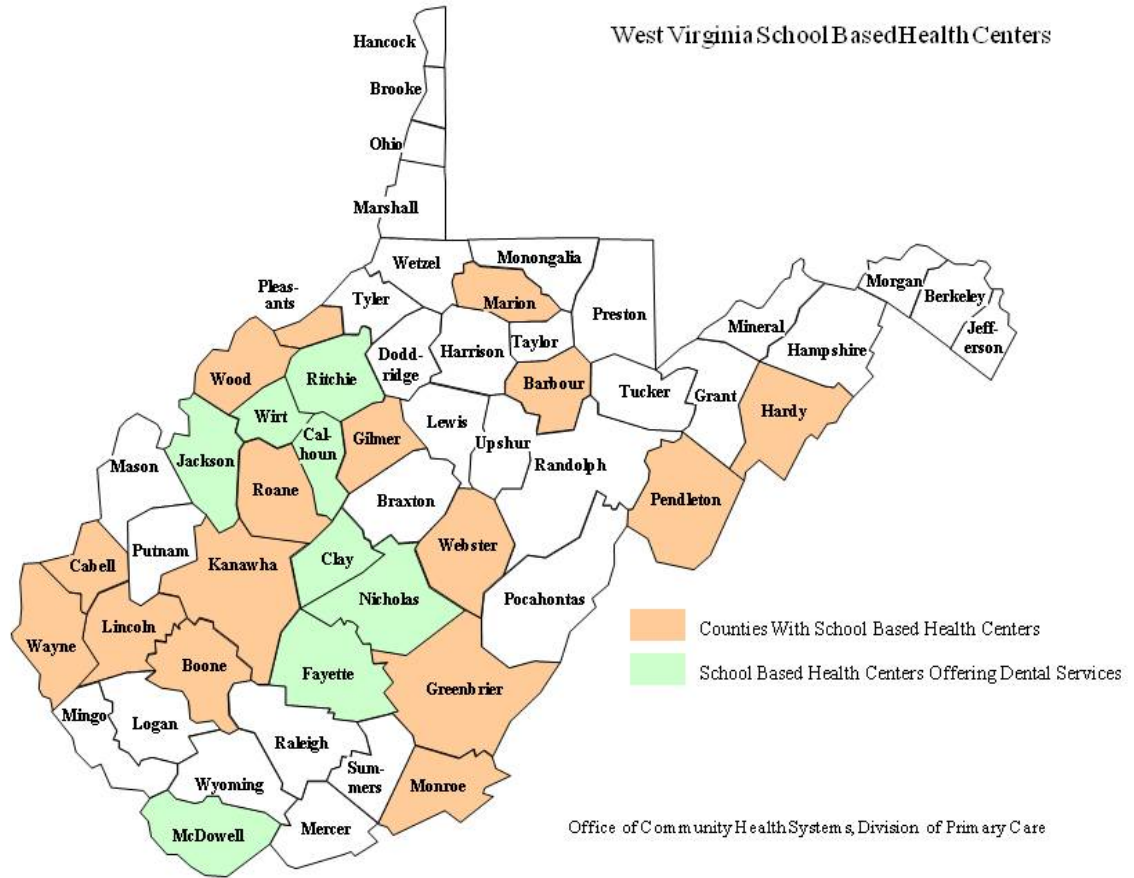 West Virginia School Based Health Centers
Hancock
Brooke
Ohio
Marshall
Wetzel
Monongalia
Marion
Pleas-
ants
Tyler
Preston
Morgan
Berkeley
Jeff-
erson
Mineral
Hampshire
Dodd-
ridge
Harrison
Taylor
Wood
Ritchie
Barbour
Tucker
Grant
Hardy
Wirt
Cal-
houn
Gilmer
Lewis
Upshur
Randolph
Mason
Jackson
Roane
Braxton
Pendleton
Webster
Putnam
Cabell
Kanawha
Clay
Nicholas
Pocahontas
Wayne
Lincoln
Boone
Fayette
Greenbrier
Counties With School Based Health Centers
School Based Health Centers Offering Dental Services
Mingo
Logan
Raleigh
Sum-
mers
Monroe
Wyoming
McDowell
Mercer
Office of Community Health Systems, Division of Primary Care